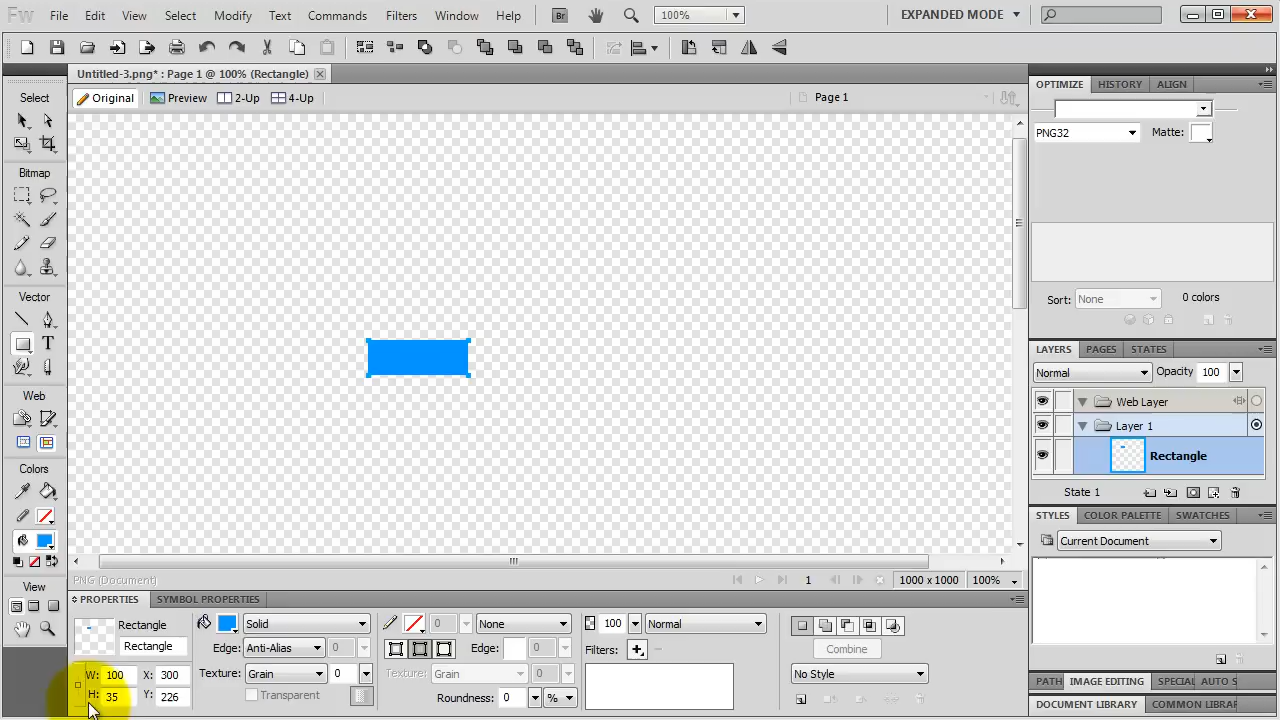 Fw File Edit View Select Modify Text Commands Filters Window Help Br 100% EXPANDED MODE
Untitled-3.png* : Page 1 @ 100% (Rectangle)
Original Preview 2-Up 4-Up Page 1
Select
Bitmap
Vector
T
Web
Colors
View
OPTIMIZE HISTORY ALIGN
PNG32 Matte:
Sort: None 0 colors
LAYERS PAGES STATES
Normal Opacity 100
Web Layer
Layer 1
Rectangle
State 1
STYLES COLOR PALETTE SWATCHES
Current Document
PATH IMAGE EDITING SPECIAL AUTO S
DOCUMENT LIBRARY COMMON LIBRAR
PNG (Document) 1 1000 x 1000 100%
PROPERTIES SYMBOL PROPERTIES
Rectangle Solid 0 None 100 Normal
Rectangle Edge: Anti-Alias 0 Edge: 0 Filters: Combine
W: 100 X: 300 Texture: Grain 0 Texture: Grain 0 No Style
H: 35 Y: 226 Transparent Roundness: 0 %